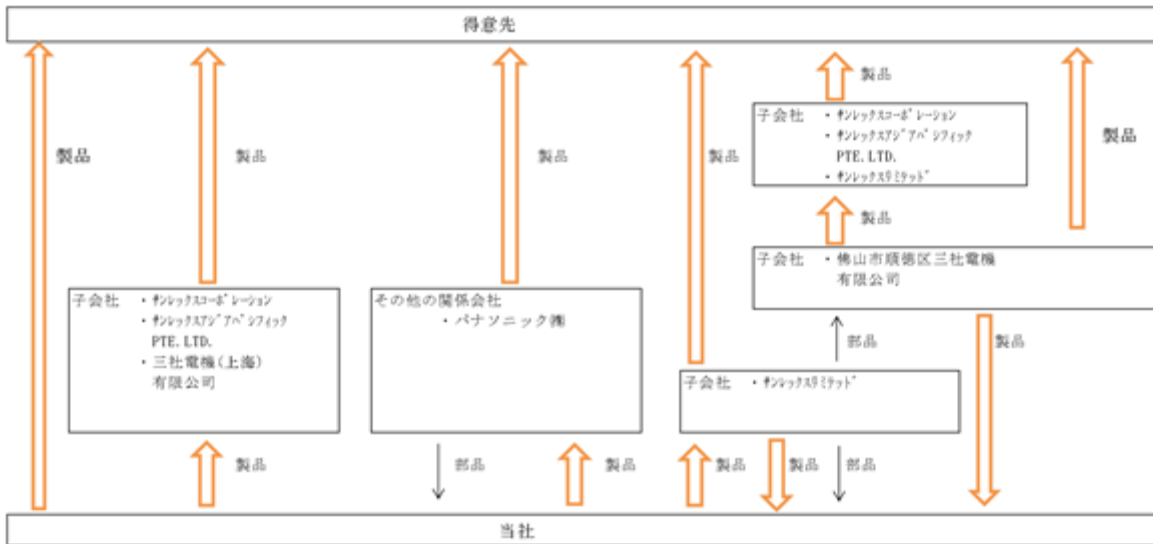 得意先
製品
製品
製品
製品
製品
製品
子会社 ・ｻﾝﾚｯｸｽｺｰﾎﾟﾚｰｼｮﾝ
・ｻﾝﾚｯｸｽｱｼﾞｱﾊﾟｼﾌｨｯｸ
PTE. LTD.
・ｻﾝﾚｯｸｽﾘﾐﾃｯﾄﾞ
製品
子会社 ・佛山市順徳区三社電機
有限公司
子会社 ・ｻﾝﾚｯｸｽｺｰﾎﾟﾚｰｼｮﾝ
・ｻﾝﾚｯｸｽｱｼﾞｱﾊﾟｼﾌｨｯｸ
PTE. LTD.
・三社電機(上海)
有限公司
その他の関係会社
・パナソニック㈱
部品
製品
子会社 ・ｻﾝﾚｯｸｽﾘﾐﾃｯﾄﾞ
製品
部品
製品
製品
製品
部品
当社